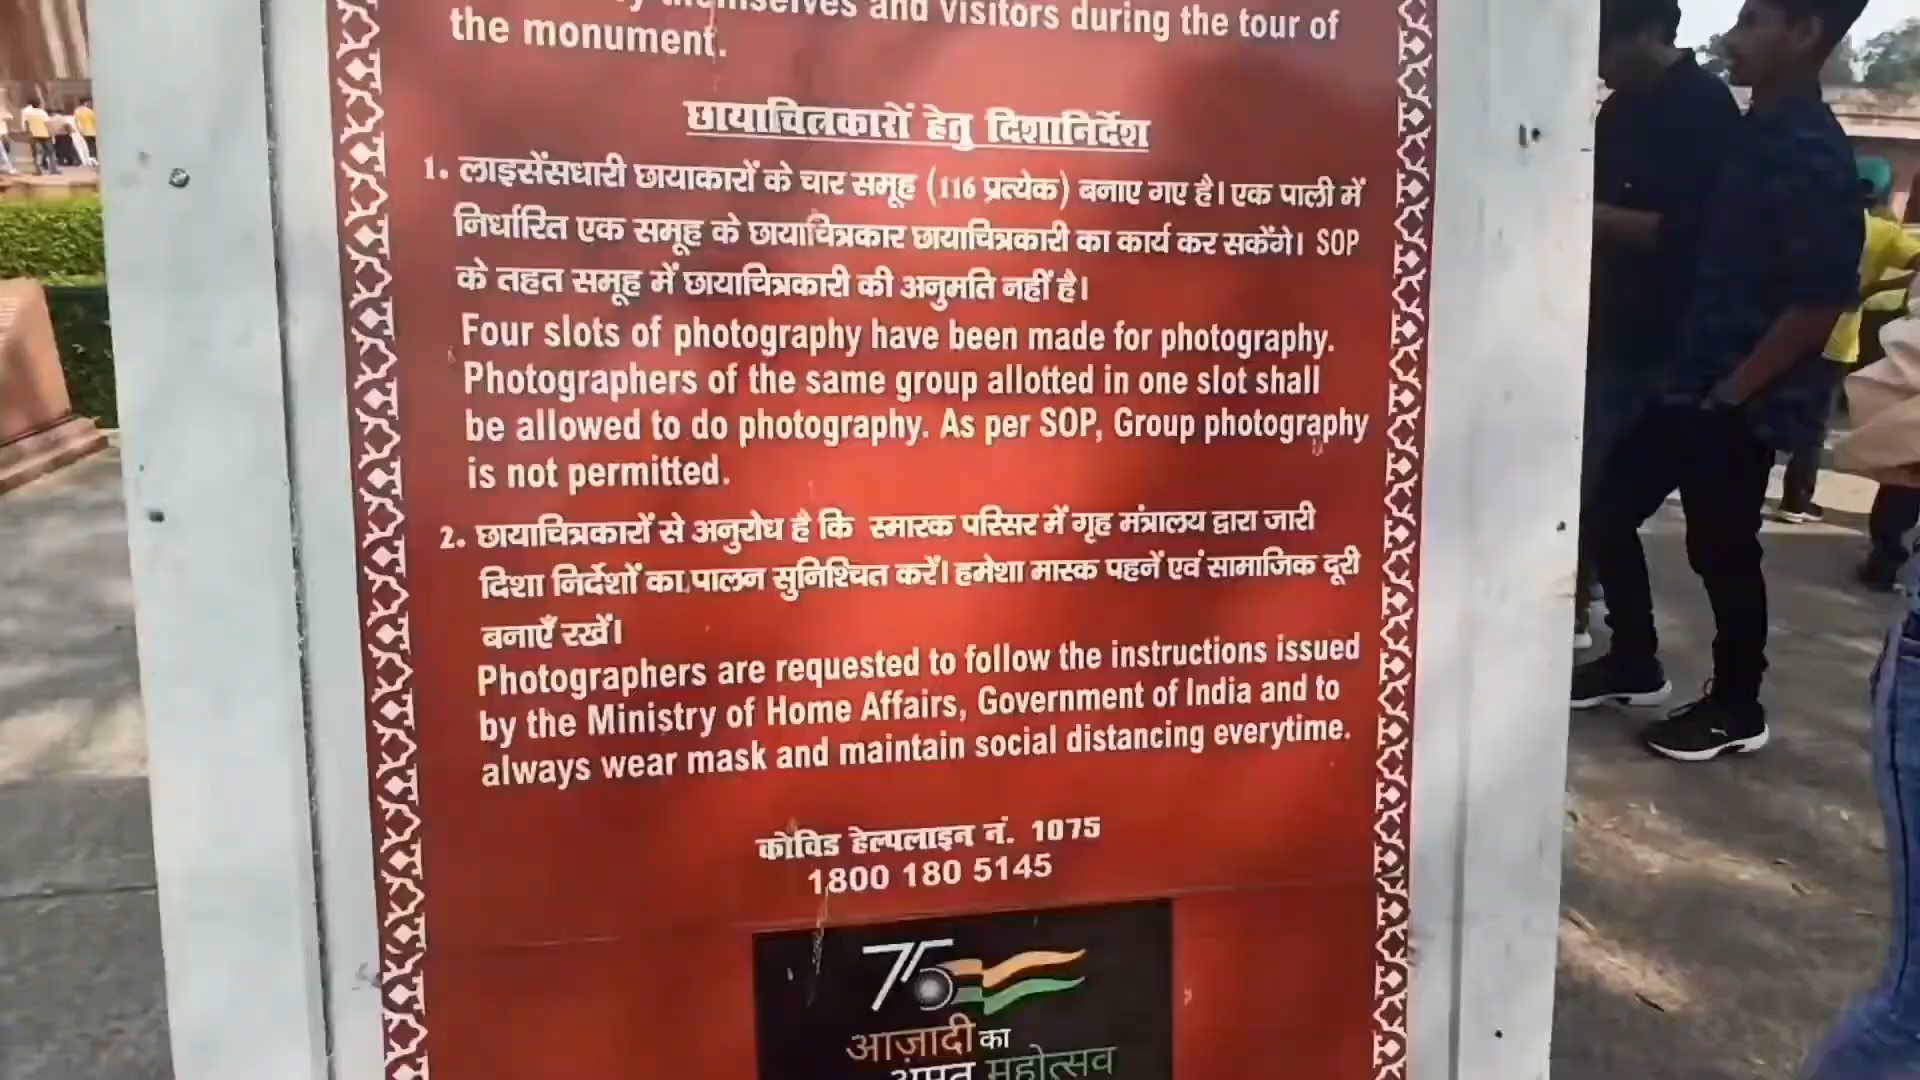 themselves and visitors during the tour of
the monument.
छायाचित्रकारों हेतु दिशानिर्देश
1. लाइसेंसधारी छायाकारों के चार समूह (116 प्रत्येक) बनाए गए है। एक पाली में
निर्धारित एक समूह के छायाचित्रकार छायाचित्रकारी का कार्य कर सकेंगे। SOP
के तहत समूह में छायाचित्रकारी की अनुमति नहीं है।
Four slots of photography have been made for photography.
Photographers of the same group allotted in one slot shall
be allowed to do photography. As per SOP, Group photography
is not permitted.
2. छायाचित्रकारों से अनुरोध है कि स्मारक परिसर में गृह मंत्रालय द्वारा जारी
दिशा निर्देशों का पालन सुनिश्चित करें। हमेशा मास्क पहनें एवं सामाजिक दूरी
बनाएँ रखें।
Photographers are requested to follow the instructions issued
by the Ministry of Home Affairs, Government of India and to
always wear mask and maintain social distancing everytime.
कोविड हेल्पलाइन नं. 1075
1800 180 5145
75
आज़ादी का
अमृत महोत्सव